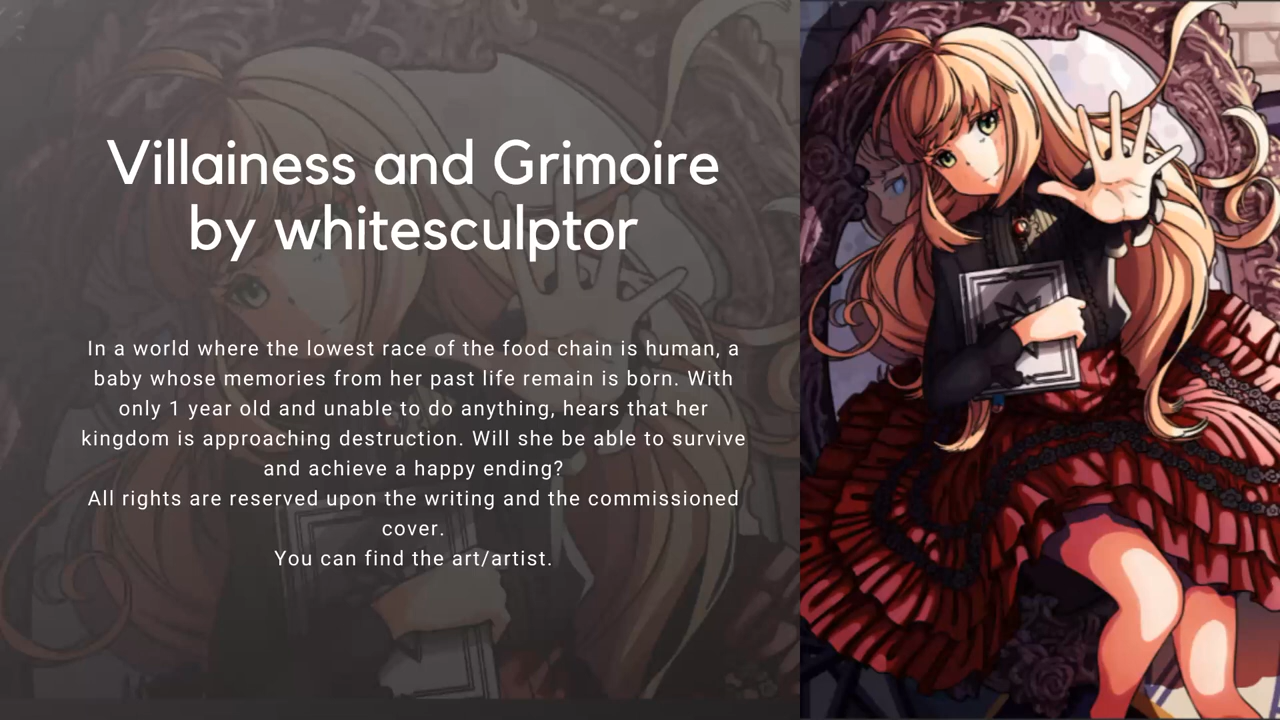 Villainess and Grimoire
by whitesculptor
In a world where the lowest race of the food chain is human, a
baby whose memories from her past life remain is born. With
only 1 year old and unable to do anything, hears that her
kingdom is approaching destruction. Will she be able to survive
and achieve a happy ending?
All rights are reserved upon the writing and the commissioned
cover.
You can find the art/artist.